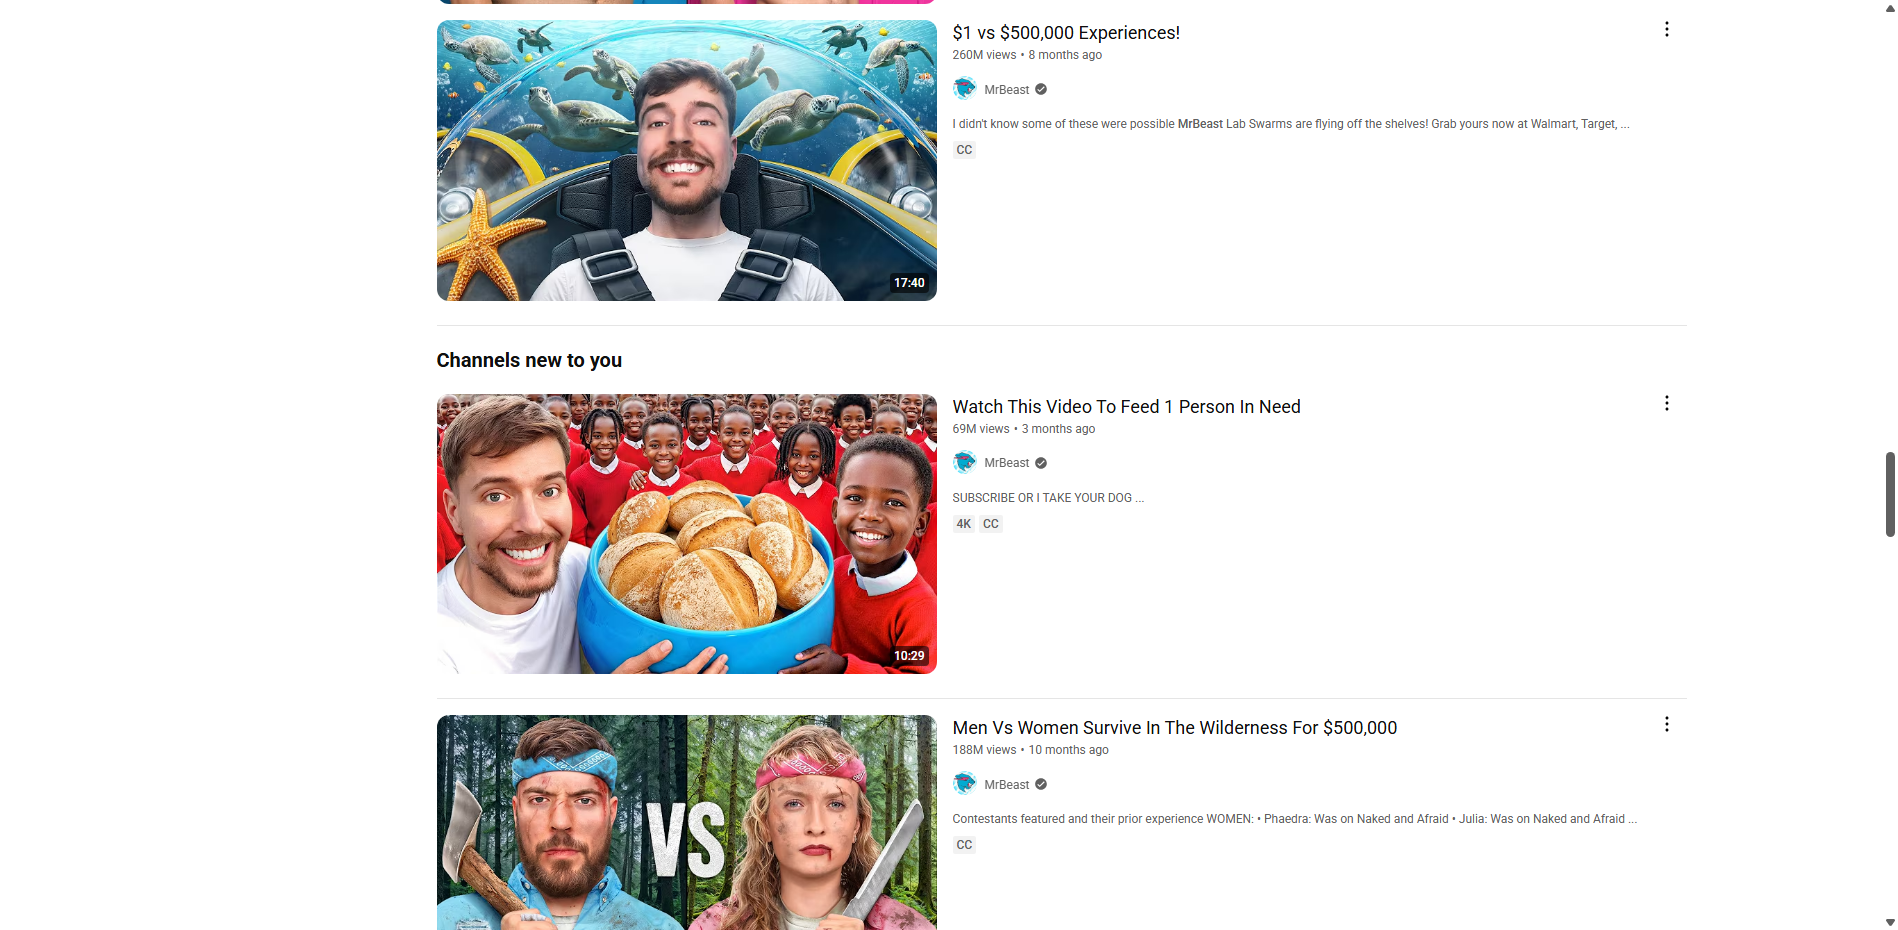 $1 vs $500,000 Experiences!
260M views • 8 months ago
MrBeast
I didn't know some of these were possible MrBeast Lab Swarms are flying off the shelves! Grab yours now at Walmart, Target, ...
CC
17:40
Channels new to you
Watch This Video To Feed 1 Person In Need
69M views • 3 months ago
MrBeast
SUBSCRIBE OR I TAKE YOUR DOG ...
4K CC
10:29
Men Vs Women Survive In The Wilderness For $500,000
188M views • 10 months ago
MrBeast
Contestants featured and their prior experience WOMEN: • Phaedra: Was on Naked and Afraid • Julia: Was on Naked and Afraid ...
CC
VS